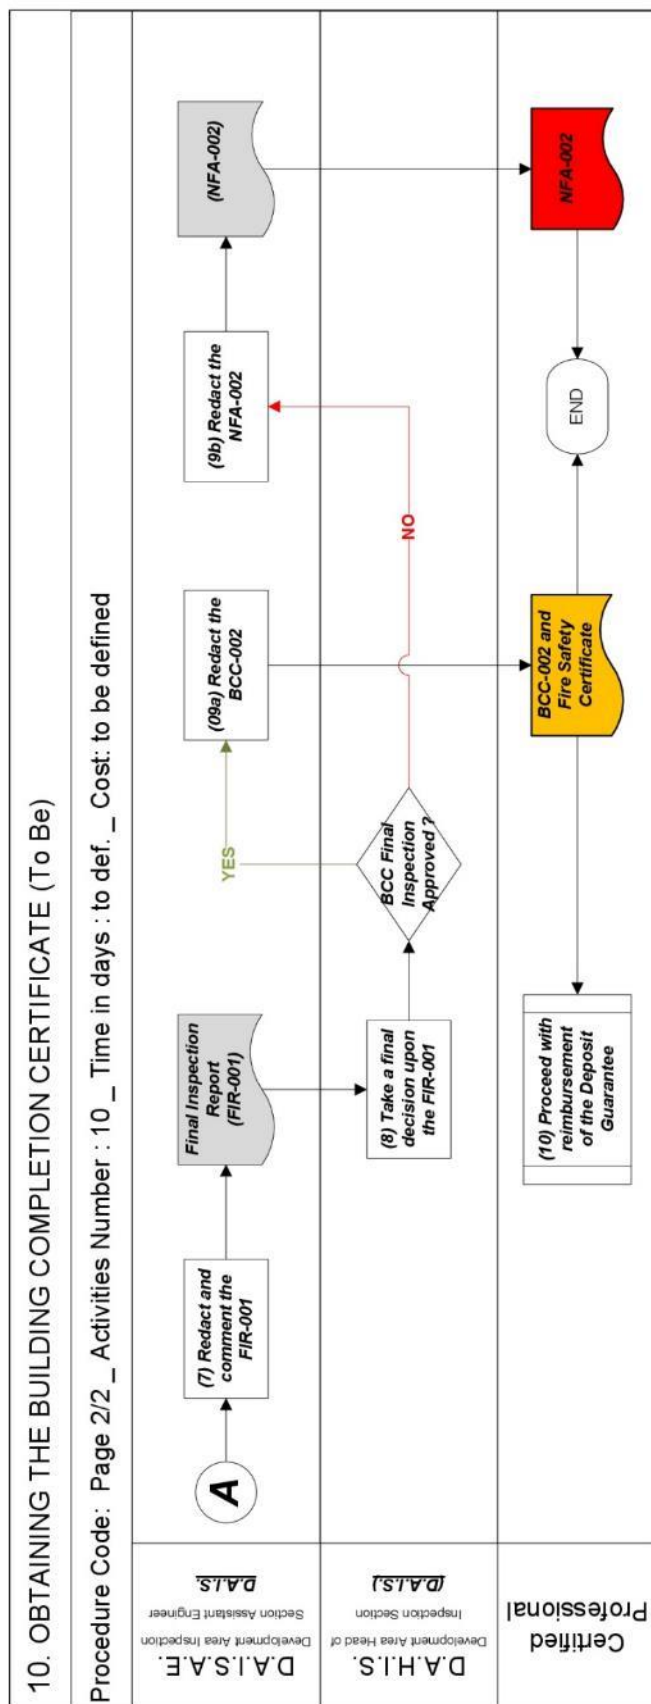 10. OBTAINING THE BUILDING COMPLETION CERTIFICATE (To Be)
Procedure Code: Page 2/2 _ Activities Number : 10 _ Time in days : to def. _ Cost: to be defined
D.A.I.S.A.E.
Development Area Inspection
Section Assistant Engineer
D.A.I.S.
A
(7) Redact and
comment the
FIR-001
Final Inspection
Report
(FIR-001)
(09a) Redact the
BCC-002
(9b) Redact the
NFA-002
(NFA-002)
YES
D.A.H.I.S.
Development Area Head of
Inspection Section
(D.A.I.S.)
(8) Take a final
decision upon
the FIR-001
BCC Final
Inspection
Approved ?
NO
Certified
Professional
(10) Proceed with
reimbursement
of the Deposit
Guarantee
BCC-002 and
Fire Safety
Certificate
END
NFA-002